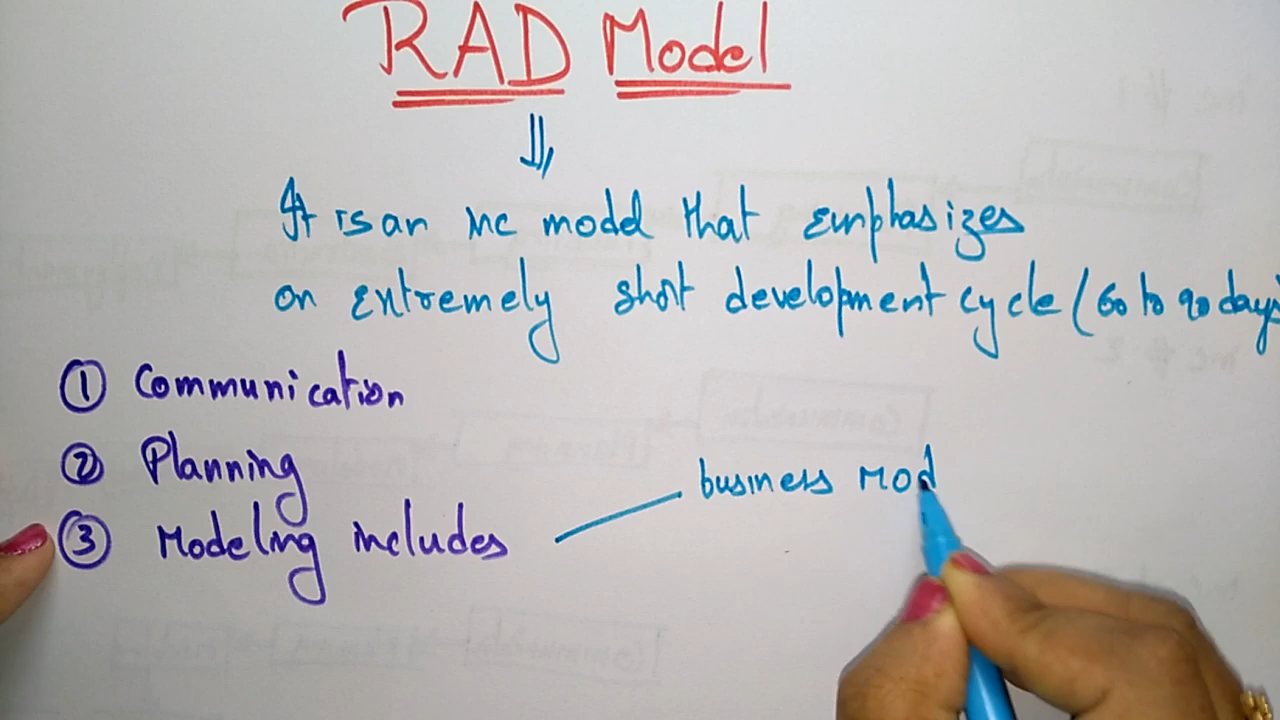 RAD Model
It is an inc model that emphasizes
on extremely short development cycle (60 to 90 days)
① Communication
② Planning
③ Modeling includes
business mod